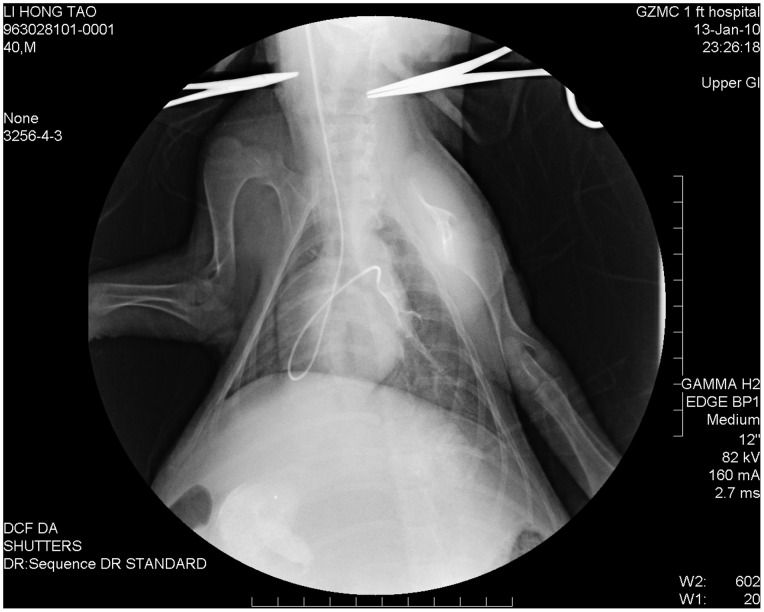 LI HONG TAO
963028101-0001
40,M
None
3256-4-3
GZMC 1 ft hospital
13-Jan-10
23:26:18
Upper GI
GAMMA H2
EDGE BP1
Medium
12"
82 kV
160 mA
2.7 ms
DCF DA
SHUTTERS
DR:Sequence DR STANDARD
W2: 602
W1: 20